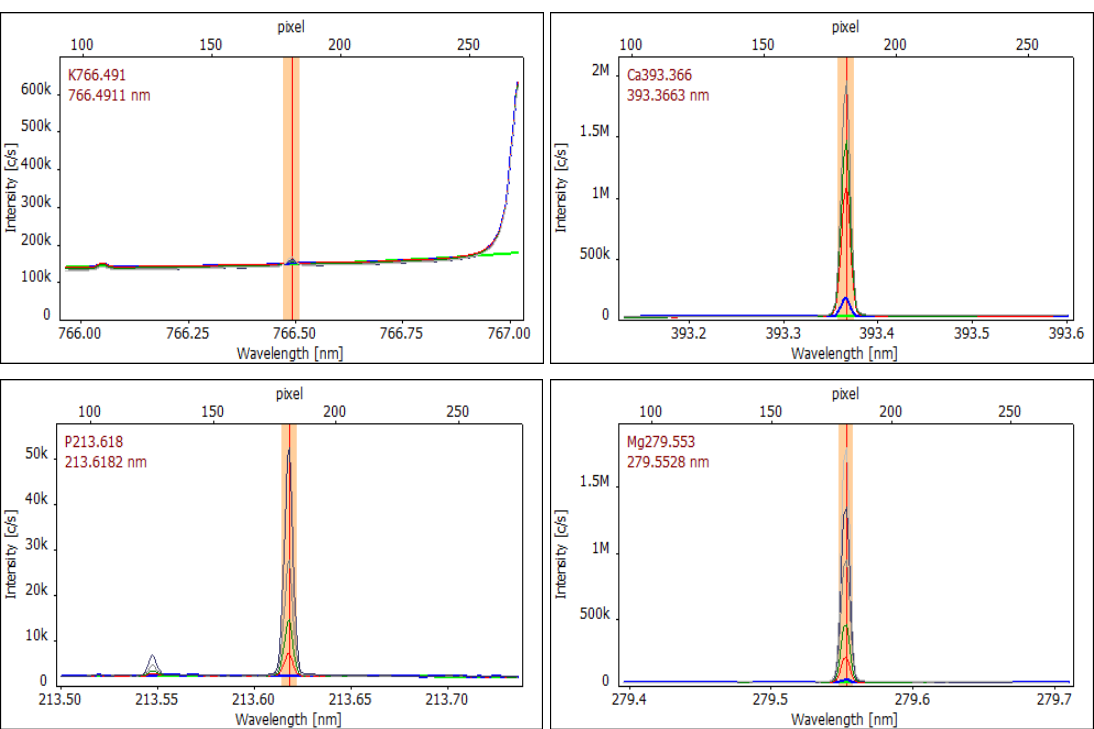 pixel
100 150 200 250
K766.491
766.4911 nm
600k
500k
400k
300k
200k
100k
0
Intensity [c/s]
766.00 766.25 766.50 766.75 767.00
Wavelength [nm]
pixel
100 150 200 250
Ca393.366
393.3663 nm
2M
1.5M
1M
500k
0
Intensity [c/s]
393.2 393.3 393.4 393.5 393.6
Wavelength [nm]
pixel
100 150 200 250
P213.618
213.6182 nm
50k
40k
30k
20k
10k
0
Intensity [c/s]
213.50 213.55 213.60 213.65 213.70
Wavelength [nm]
pixel
100 150 200 250
Mg279.553
279.5528 nm
1.5M
1M
500k
0
Intensity [c/s]
279.4 279.5 279.6 279.7
Wavelength [nm]